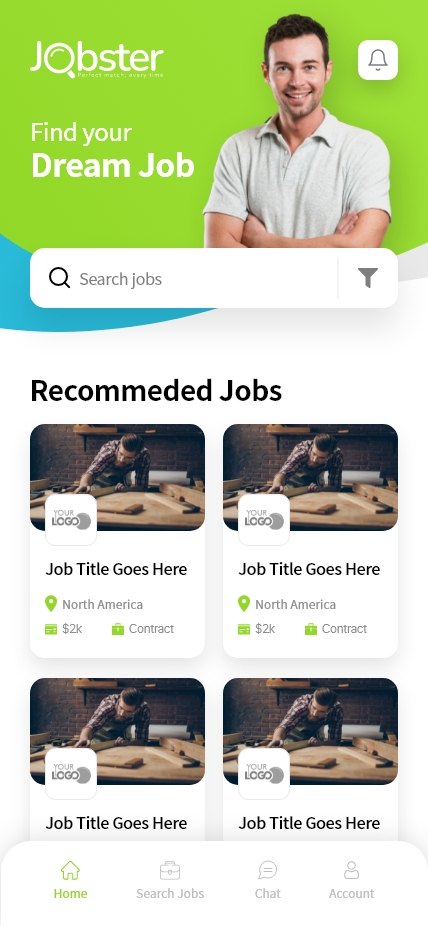 Jobster
Perfect match, every time
Find your
Dream Job
Search jobs
Recommeded Jobs
YOUR
LOGO
YOUR
LOGO
Job Title Goes Here
Job Title Goes Here
North America
North America
$2k Contract
$2k Contract
YOUR
LOGO
YOUR
LOGO
Job Title Goes Here
Job Title Goes Here
Home
Search Jobs
Chat
Account